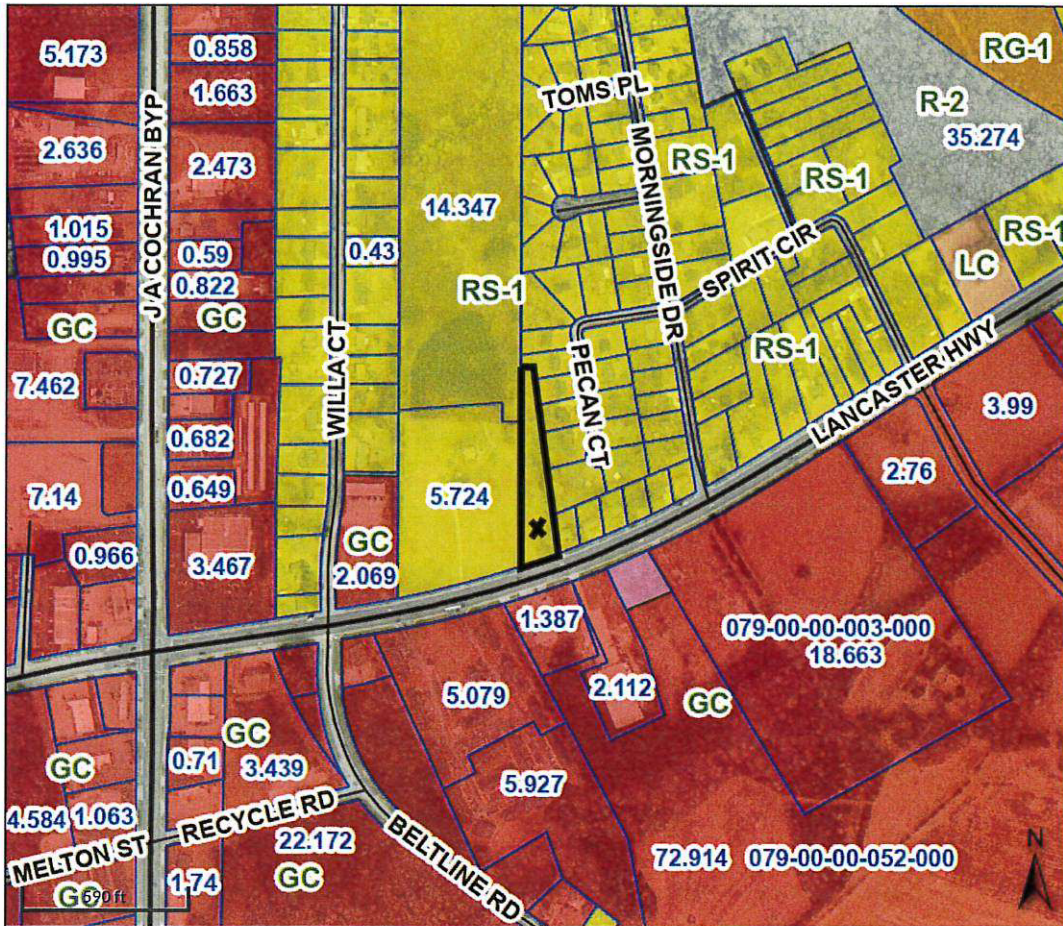 5.173
0.858
RG-1
1.663
TOMS PL
R-2
35.274
J A COCHRAN BYP
2.636
2.473
MORNINGSIDE DR
RS-1
RS-1
14.347
1.015
0.995
0.59
0.43
SPIRIT CIR
RS-1
LC
0.822
RS-1
GC
GC
WILLA CT
PECAN CT
RS-1
7.462
0.727
LANCASTER HWY
3.99
0.682
2.76
7.14
0.649
5.724
0.966
3.467
GC
2.069
1.387
079-00-00-003-000
18.663
5.079
2.112
GC
0.71
GC
3.439
GC
5.927
4.584
1.063
RECYCLE RD
MELTON ST
22.172
BELTLINE RD
72.914
079-00-00-052-000
N
GC
1.74
GC
590 ft